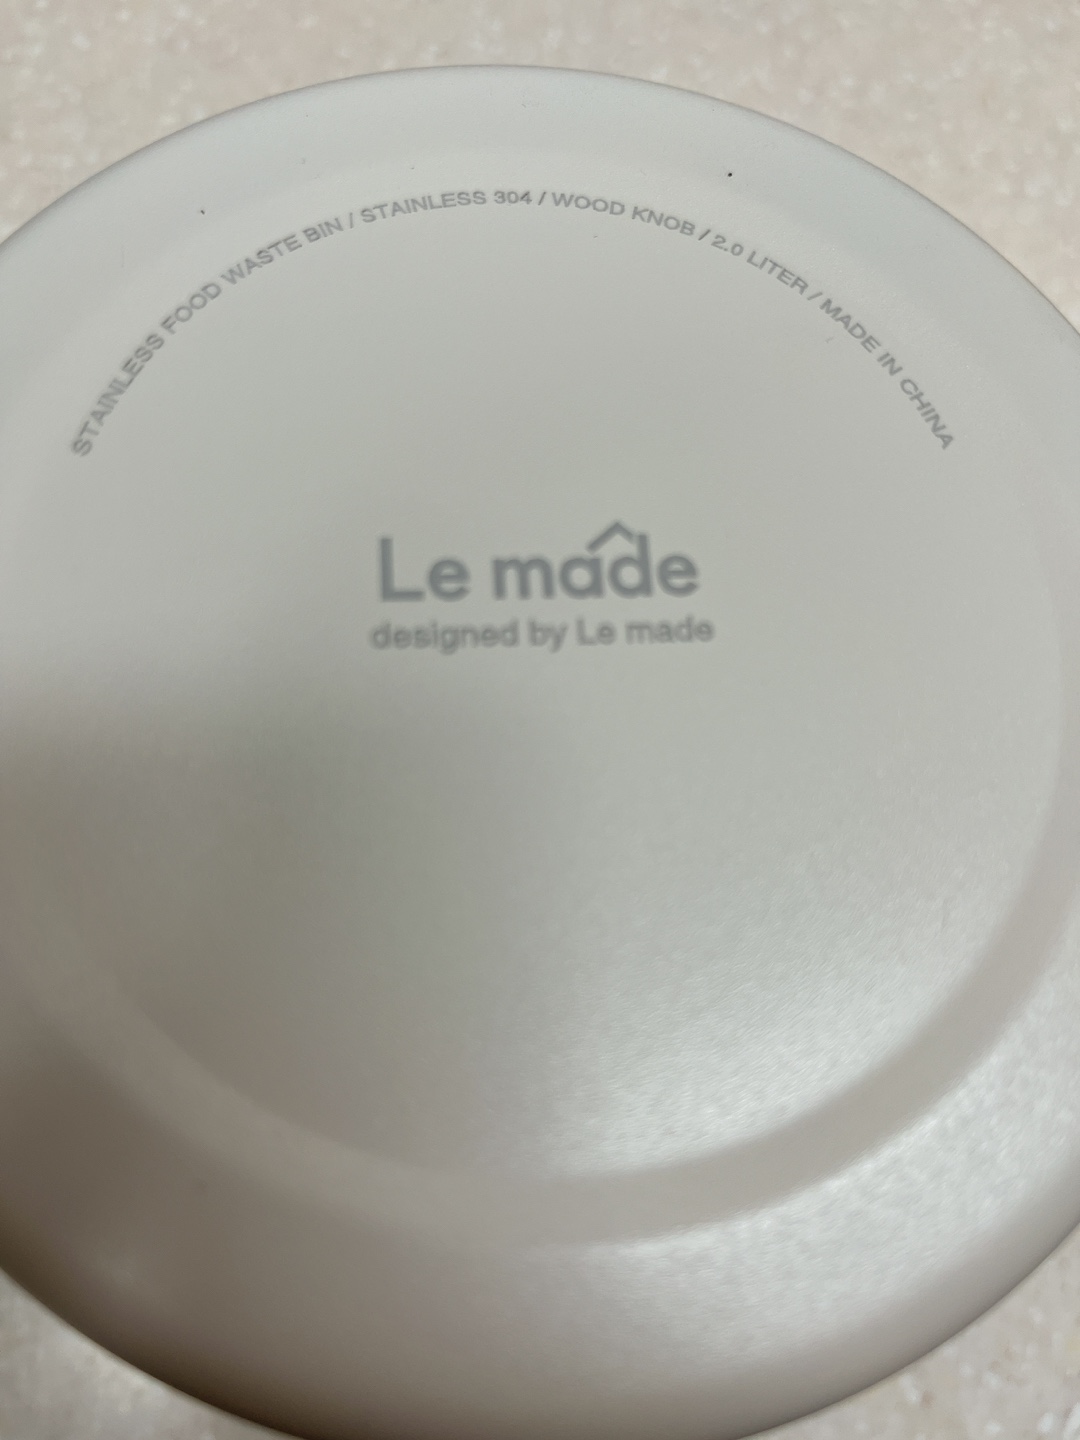 STAINLESS FOOD WASTE BIN / STAINLESS 304 / WOOD KNOB / 2.0 LITER / MADE IN CHINA
Le made
designed by Le made